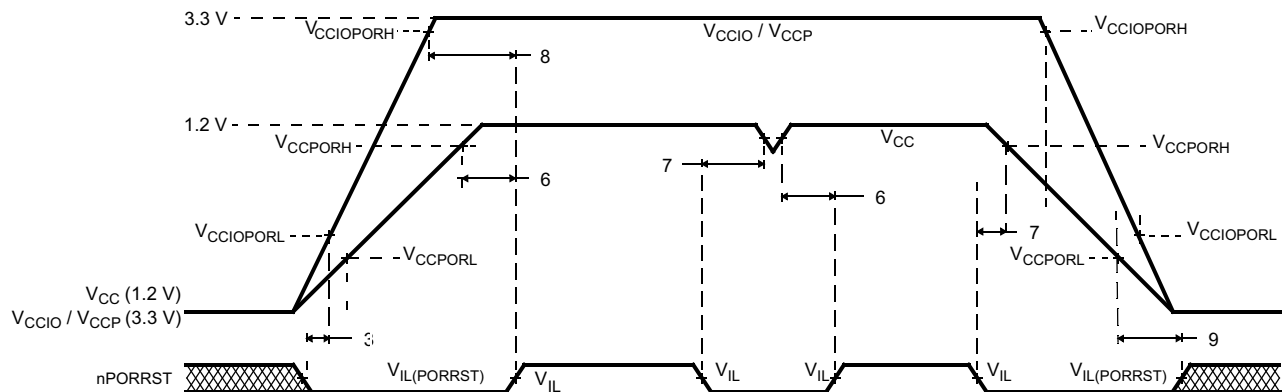 3.3 V
VCCIOPORH
VCCIO / VCCP
VCCIOPORH
8
1.2 V
VCCPORH
VCC
VCCPORH
7
6
6
VCCIOPORL
7
VCCIOPORL
VCCPORL
VCCPORL
VCC (1.2 V)
VCCIO / VCCP (3.3 V)
3
9
nPORRST
VIL(PORRST)
VIL
VIL
VIL
VIL
VIL(PORRST)